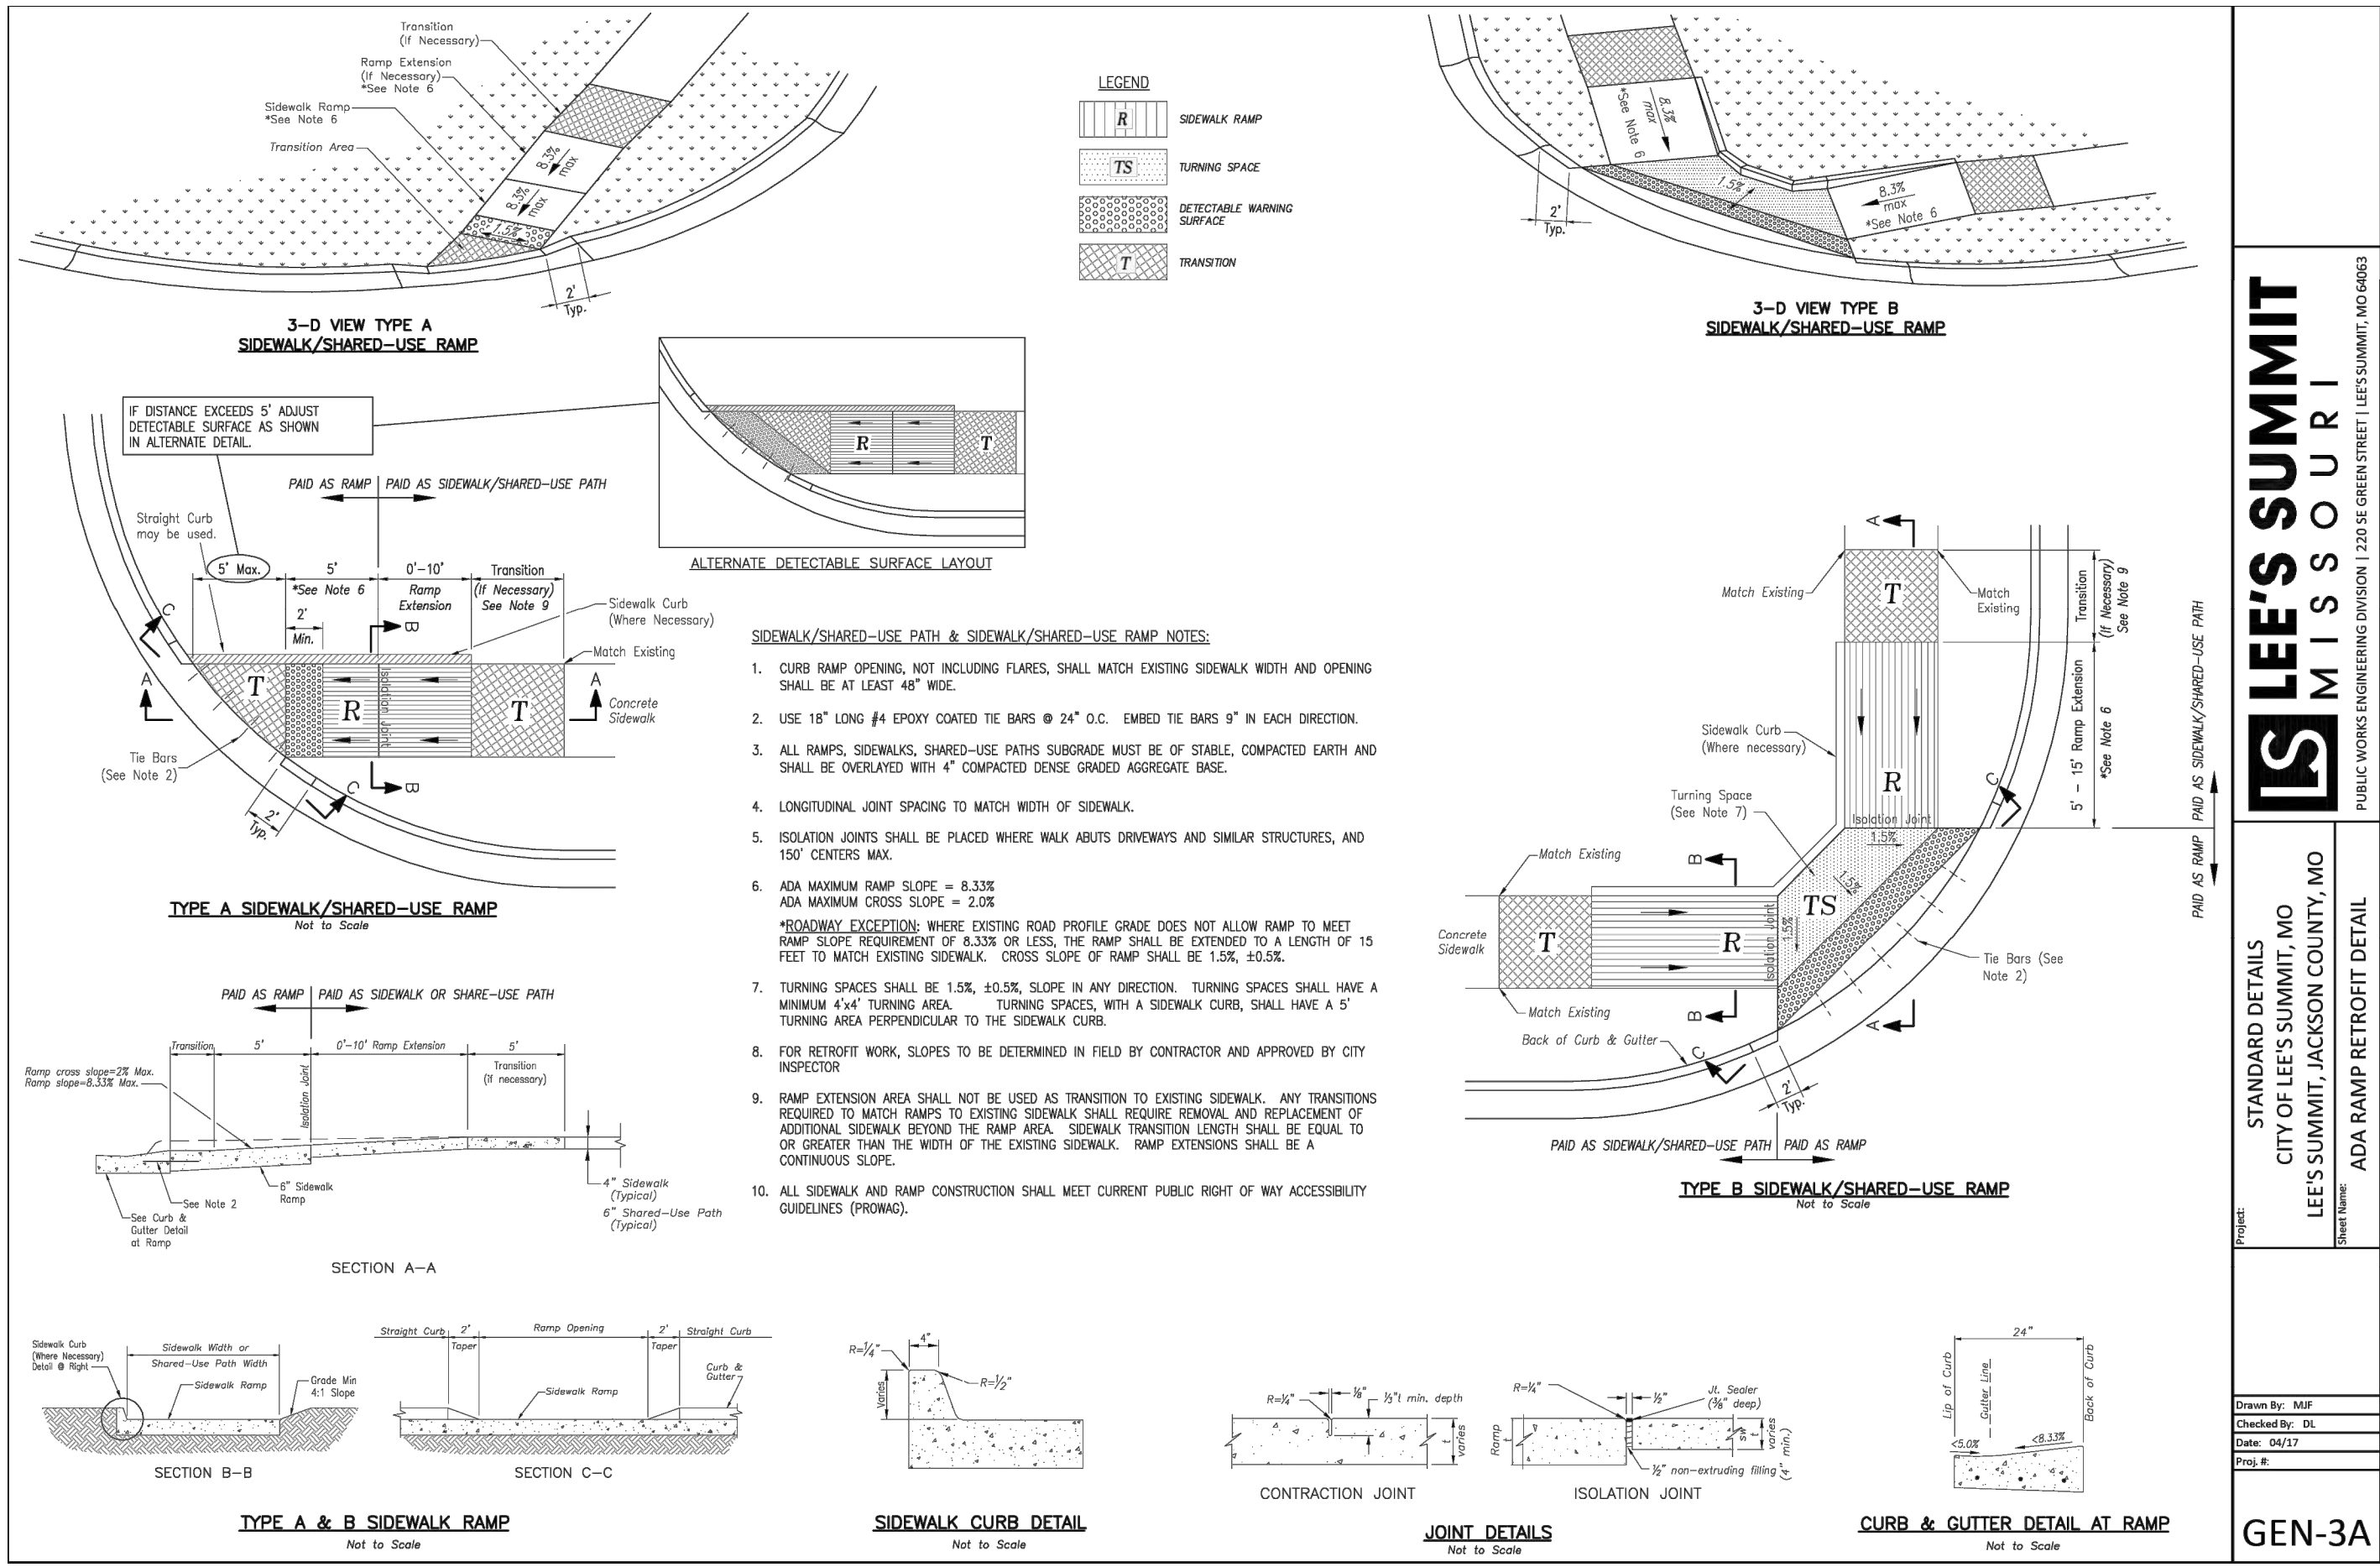 Transition
(If Necessary)
Ramp Extension
(If Necessary)
*See Note 6
Sidewalk Ramp
*See Note 6
Transition Area
8.3%
max
8.3%
max
1.5%
2'
Typ.
3-D VIEW TYPE A
SIDEWALK/SHARED-USE RAMP
LEGEND
R
SIDEWALK RAMP
TS
TURNING SPACE
DETECTABLE WARNING
SURFACE
T
TRANSITION
8.3%
max
*See Note 6
1.5%
8.3%
max
*See Note 6
2'
Typ.
3-D VIEW TYPE B
SIDEWALK/SHARED-USE RAMP
IF DISTANCE EXCEEDS 5' ADJUST
DETECTABLE SURFACE AS SHOWN
IN ALTERNATE DETAIL.
R
T
ALTERNATE DETECTABLE SURFACE LAYOUT
PAID AS RAMP
PAID AS SIDEWALK/SHARED-USE PATH
Straight Curb
may be used.
5' Max.
5'
*See Note 6
2'
Min.
0'-10'
Ramp
Extension
Transition
(If Necessary)
See Note 9
Sidewalk Curb
(Where Necessary)
Match Existing
Concrete
Sidewalk
C
B
A
A
T
R
Isolation Joint
T
B
C
Tie Bars
(See Note 2)
2'
Typ.
TYPE A SIDEWALK/SHARED-USE RAMP
Not to Scale
PAID AS RAMP
PAID AS SIDEWALK OR SHARE-USE PATH
Transition
5'
0'-10' Ramp Extension
5'
Transition
(if necessary)
Ramp cross slope=2% Max.
Ramp slope=8.33% Max.
Isolation Joint
6" Sidewalk
Ramp
See Note 2
See Curb &
Gutter Detail
at Ramp
4" Sidewalk
(Typical)
6" Shared-Use Path
(Typical)
SECTION A-A
SIDEWALK/SHARED-USE PATH & SIDEWALK/SHARED-USE RAMP NOTES:
1. CURB RAMP OPENING, NOT INCLUDING FLARES, SHALL MATCH EXISTING SIDEWALK WIDTH AND OPENING
SHALL BE AT LEAST 48" WIDE.
2. USE 18" LONG #4 EPOXY COATED TIE BARS @ 24" O.C. EMBED TIE BARS 9" IN EACH DIRECTION.
3. ALL RAMPS, SIDEWALKS, SHARED-USE PATHS SUBGRADE MUST BE OF STABLE, COMPACTED EARTH AND
SHALL BE OVERLAYED WITH 4" COMPACTED DENSE GRADED AGGREGATE BASE.
4. LONGITUDINAL JOINT SPACING TO MATCH WIDTH OF SIDEWALK.
5. ISOLATION JOINTS SHALL BE PLACED WHERE WALK ABUTS DRIVEWAYS AND SIMILAR STRUCTURES, AND
150' CENTERS MAX.
6. ADA MAXIMUM RAMP SLOPE = 8.33%
ADA MAXIMUM CROSS SLOPE = 2.0%
*ROADWAY EXCEPTION: WHERE EXISTING ROAD PROFILE GRADE DOES NOT ALLOW RAMP TO MEET
RAMP SLOPE REQUIREMENT OF 8.33% OR LESS, THE RAMP SHALL BE EXTENDED TO A LENGTH OF 15
FEET TO MATCH EXISTING SIDEWALK. CROSS SLOPE OF RAMP SHALL BE 1.5%, ±0.5%.
7. TURNING SPACES SHALL BE 1.5%, ±0.5%, SLOPE IN ANY DIRECTION. TURNING SPACES SHALL HAVE A
MINIMUM 4'x4' TURNING AREA. TURNING SPACES, WITH A SIDEWALK CURB, SHALL HAVE A 5'
TURNING AREA PERPENDICULAR TO THE SIDEWALK CURB.
8. FOR RETROFIT WORK, SLOPES TO BE DETERMINED IN FIELD BY CONTRACTOR AND APPROVED BY CITY
INSPECTOR
9. RAMP EXTENSION AREA SHALL NOT BE USED AS TRANSITION TO EXISTING SIDEWALK. ANY TRANSITIONS
REQUIRED TO MATCH RAMPS TO EXISTING SIDEWALK SHALL REQUIRE REMOVAL AND REPLACEMENT OF
ADDITIONAL SIDEWALK BEYOND THE RAMP AREA. SIDEWALK TRANSITION LENGTH SHALL BE EQUAL TO
OR GREATER THAN THE WIDTH OF THE EXISTING SIDEWALK. RAMP EXTENSIONS SHALL BE A
CONTINUOUS SLOPE.
10. ALL SIDEWALK AND RAMP CONSTRUCTION SHALL MEET CURRENT PUBLIC RIGHT OF WAY ACCESSIBILITY
GUIDELINES (PROWAG).
A
Match Existing
T
Match
Existing
Transition
(If Necessary)
See Note 9
Sidewalk Curb
(Where necessary)
R
5' - 15' Ramp Extension
*See Note 6
PAID AS SIDEWALK/SHARED-USE PATH
PAID AS RAMP
Turning Space
(See Note 7)
Isolation Joint
1.5%
C
Match Existing
B
1.5%
TS
1.5%
Isolation Joint
Concrete
Sidewalk
T
R
Tie Bars (See
Note 2)
Match Existing
B
A
Back of Curb & Gutter
C
2'
Typ.
PAID AS SIDEWALK/SHARED-USE PATH
PAID AS RAMP
TYPE B SIDEWALK/SHARED-USE RAMP
Not to Scale
Sidewalk Curb
(Where Necessary)
Detail @ Right
Sidewalk Width or
Shared-Use Path Width
Sidewalk Ramp
Grade Min
4:1 Slope
SECTION B-B
Straight Curb
2'
Taper
Ramp Opening
2'
Taper
Straight Curb
Curb &
Gutter
Sidewalk Ramp
SECTION C-C
TYPE A & B SIDEWALK RAMP
Not to Scale
4"
R=¼"
R=½"
varies
SIDEWALK CURB DETAIL
Not to Scale
R=¼"
⅛"
⅓"t min. depth
t
varies
CONTRACTION JOINT
R=¼"
½"
Jt. Sealer
(⅜" deep)
Ramp
t
sw
t
varies
(4" min.)
½" non-extruding filling
ISOLATION JOINT
JOINT DETAILS
Not to Scale
24"
Lip of Curb
Gutter Line
Back of Curb
<5.0%
<8.33%
CURB & GUTTER DETAIL AT RAMP
Not to Scale
LS LEE'S SUMMIT
MISSOURI
PUBLIC WORKS ENGINEERING DIVISION | 220 SE GREEN STREET | LEE'S SUMMIT, MO 64063
Project:
STANDARD DETAILS
CITY OF LEE'S SUMMIT, MO
LEE'S SUMMIT, JACKSON COUNTY, MO
Sheet Name:
ADA RAMP RETROFIT DETAIL
Drawn By: MJF
Checked By: DL
Date: 04/17
Proj. #:
GEN-3A